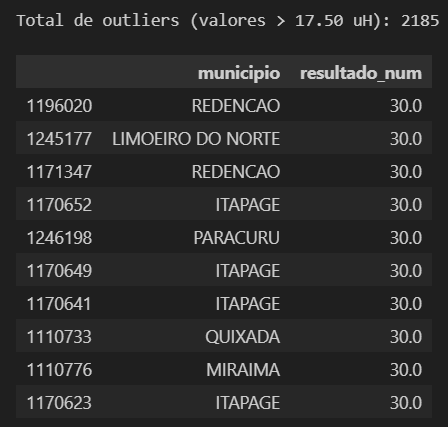 Total de outliers (valores > 17.50 uH): 2185
municipio resultado_num
1196020 REDENCAO 30.0
1245177 LIMOEIRO DO NORTE 30.0
1171347 REDENCAO 30.0
1170652 ITAPAGE 30.0
1246198 PARACURU 30.0
1170649 ITAPAGE 30.0
1170641 ITAPAGE 30.0
1110733 QUIXADA 30.0
1110776 MIRAIMA 30.0
1170623 ITAPAGE 30.0